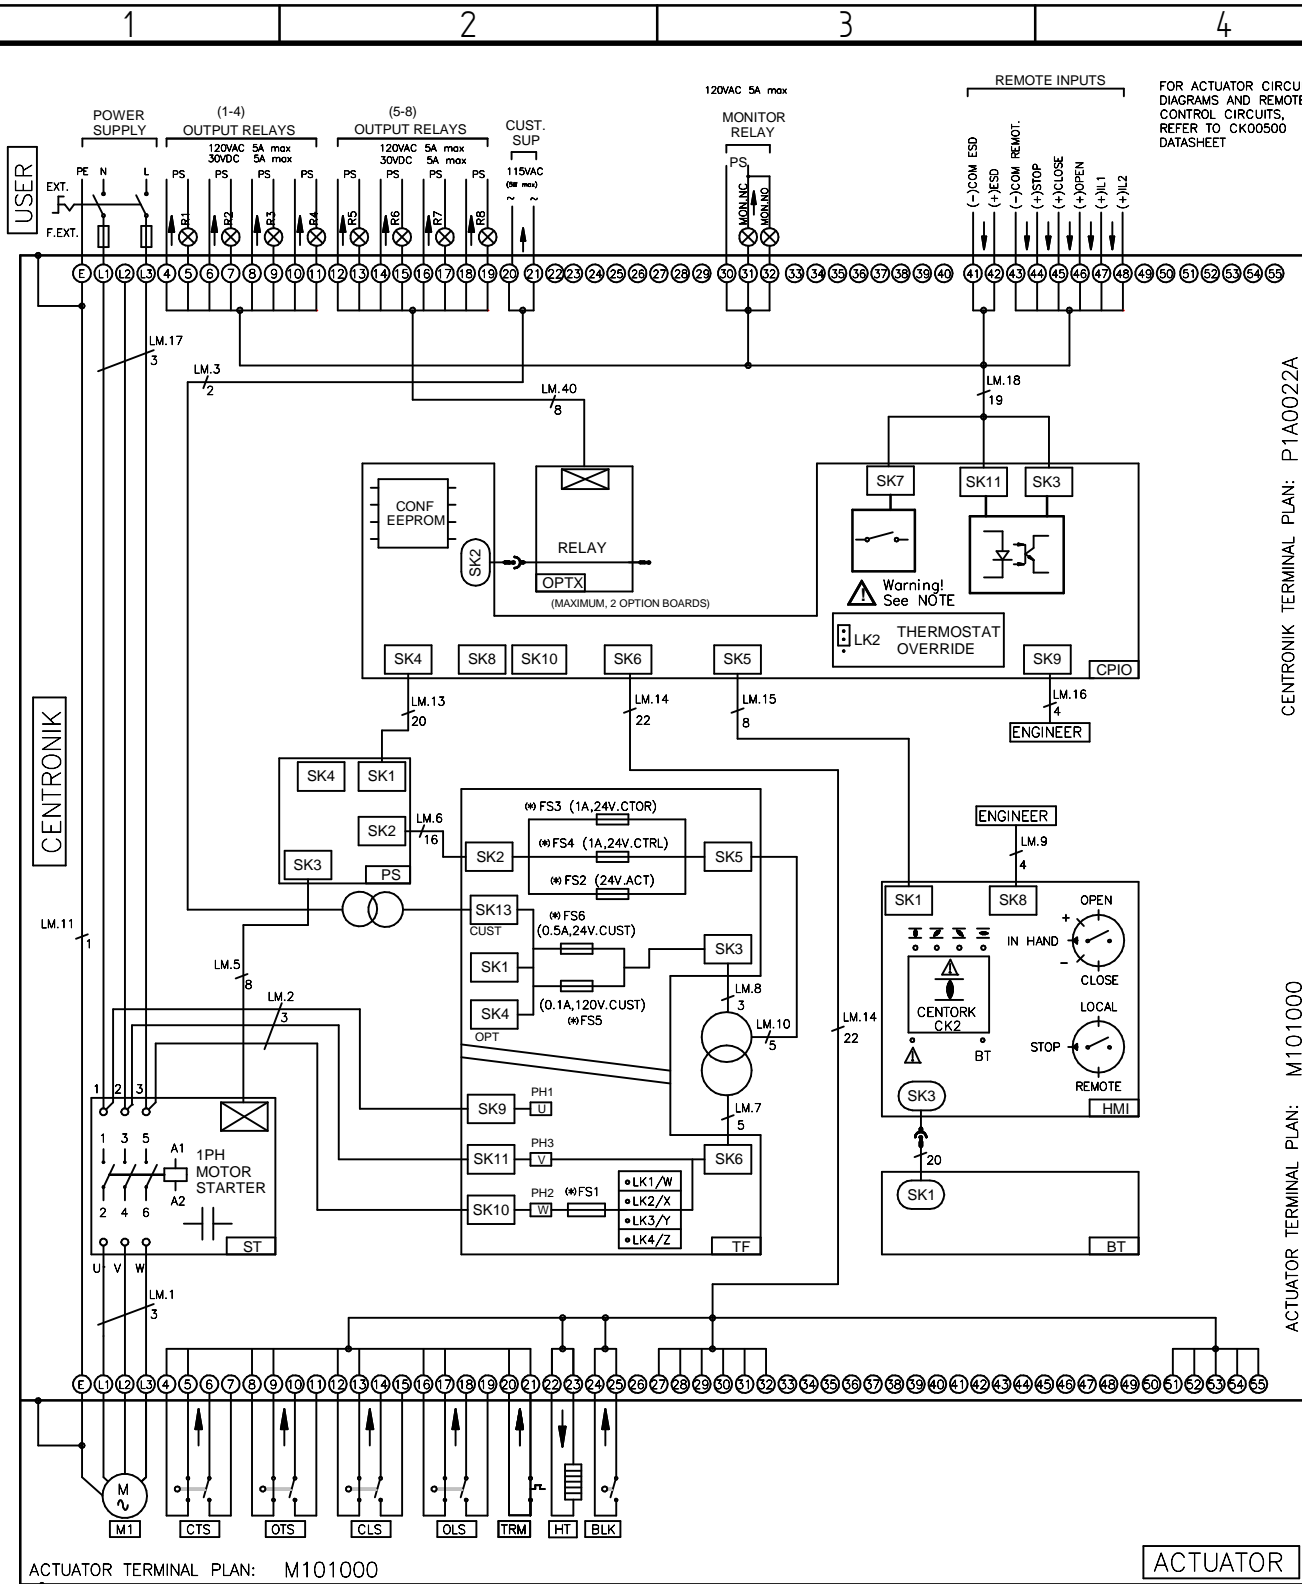 1 2 3 4
REMOTE INPUTS
FOR ACTUATOR CIRCU
DIAGRAMS AND REMOTE
CONTROL CIRCUITS,
REFER TO CK00500
DATASHEET
120VAC 5A max
POWER
SUPPLY
(1-4)
OUTPUT RELAYS
120VAC 5A max
30VDC 5A max
(5-8)
OUTPUT RELAYS
120VAC 5A max
30VDC 5A max
CUST.
SUP
115VAC
(5W max)
~ ~
MONITOR
RELAY
PS
USER
PE N L
EXT.
F.EXT.
PS PS PS PS PS PS PS PS
R1 R2 R3 R4 R5 R6 R7 R8
MON.NC
MON.NO
(-)COM ESD
(+)ESD
(-)COM REMOT.
(+)STOP
(+)CLOSE
(+)OPEN
(+)IL1
(+)IL2
E L1 L2 L3 4 5 6 7 8 9 10 11 12 13 14 15 16 17 18 19 20 21 22 23 24 25 26 27 28 29 30 31 32 33 34 35 36 37 38 39 40 41 42 43 44 45 46 47 48 49 50 51 52 53 54 55
LM.17
3
LM.3
2
LM.40
8
LM.18
19
CENTRONIK TERMINAL PLAN: P1A0022A
CONF
EEPROM
SK2
RELAY
OPTX
(MAXIMUM, 2 OPTION BOARDS)
SK7
SK11
SK3
Warning!
See NOTE
LK2
THERMOSTAT
OVERRIDE
SK4
SK8
SK10
SK6
SK5
SK9
CPIO
LM.13
20
LM.14
22
LM.15
8
LM.16
4
ENGINEER
CENTRONIK
SK4
SK1
SK2
SK3
PS
LM.6
16
(*) FS3 (1A,24V.CTOR)
(*) FS4 (1A,24V.CTRL)
(*) FS2 (24V.ACT)
SK2
SK5
SK13
CUST
(*) FS6
(0.5A,24V.CUST)
SK1
SK3
SK4
OPT
(0.1A,120V.CUST)
(*)FS5
LM.8
3
LM.10
5
LM.7
5
SK9
PH1
U
SK11
PH3
V
SK10
PH2
W
(*)FS1
SK6
LK1/W
LK2/X
LK3/Y
LK4/Z
TF
LM.14
22
ENGINEER
LM.9
4
SK1
SK8
OPEN
+
IN HAND
-
CLOSE
CENTORK
CK2
BT
LOCAL
STOP
REMOTE
SK3
HMI
20
SK1
BT
LM.11
1
LM.5
8
LM.2
3
1 2 3
1 3 5
A1
A2
2 4 6
1PH
MOTOR
STARTER
ST
U V W
LM.1
3
ACTUATOR TERMINAL PLAN: M101000
E L1 L2 L3 4 5 6 7 8 9 10 11 12 13 14 15 16 17 18 19 20 21 22 23 24 25 26 27 28 29 30 31 32 33 34 35 36 37 38 39 40 41 42 43 44 45 46 47 48 49 50 51 52 53 54 55
M
~
M1
CTS
OTS
CLS
OLS
TRM
HT
BLK
ACTUATOR TERMINAL PLAN: M101000
ACTUATOR